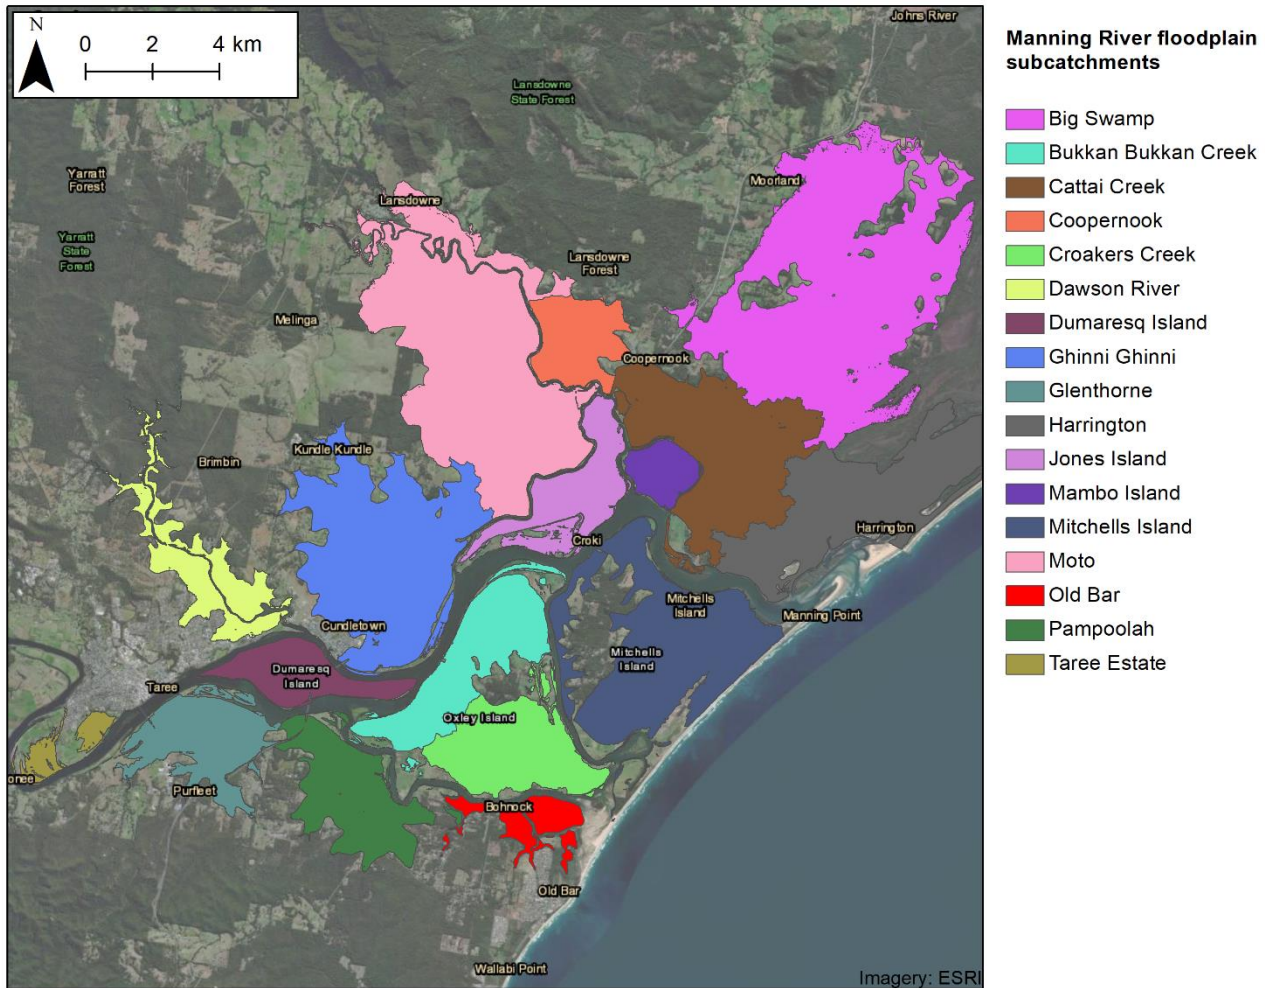 N
0 2 4 km
Johns River
Lansdowne
State Forest
Yarratt
Forest
Moorland
Lansdowne
Yarratt
State
Forest
Lansdowne
Forest
Melinga
Coopernook
Kundle Kundle
Brimbin
Harrington
Croki
Mitchells
Island
Manning Point
Cundletown
Mitchells
Island
Dumaresq
Island
Taree
Oxley Island
onee
Purfleet
Bohnock
Old Bar
Wallabi Point
Imagery: ESRI
Manning River floodplain
subcatchments
Big Swamp
Bukkan Bukkan Creek
Cattai Creek
Coopernook
Croakers Creek
Dawson River
Dumaresq Island
Ghinni Ghinni
Glenthorne
Harrington
Jones Island
Mambo Island
Mitchells Island
Moto
Old Bar
Pampoolah
Taree Estate